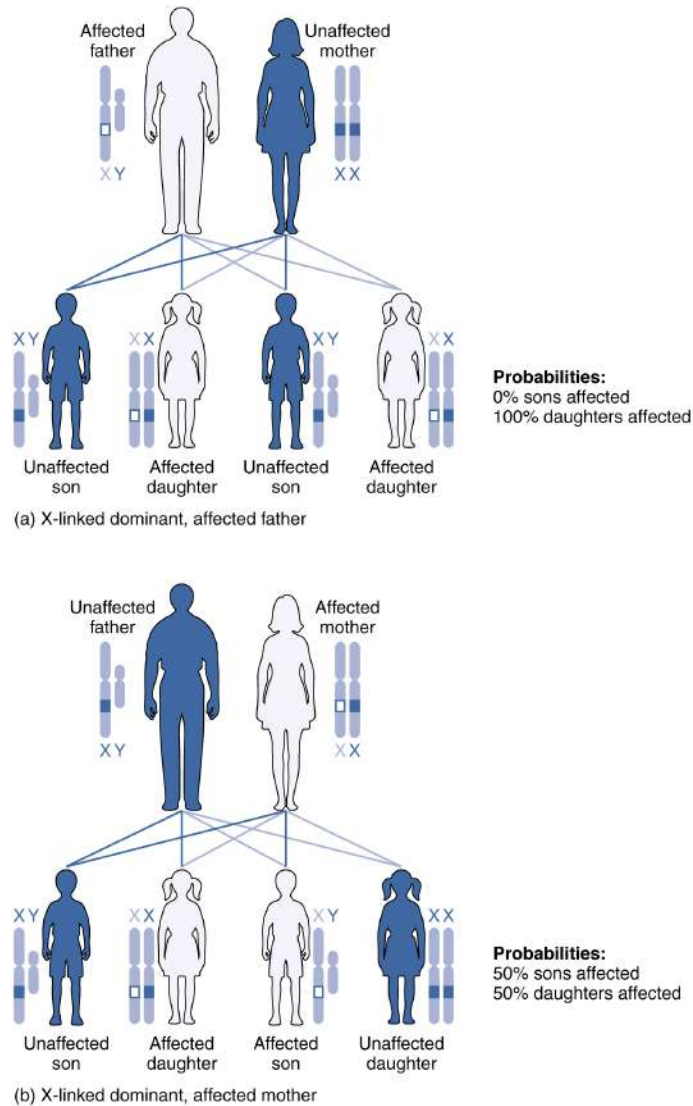 Affected
father
Unaffected
mother
X Y
X X
X Y
X X
X Y
X X
Unaffected
son
Affected
daughter
Unaffected
son
Affected
daughter
Probabilities:
0% sons affected
100% daughters affected
(a) X-linked dominant, affected father
Unaffected
father
Affected
mother
X Y
X X
X Y
X X
X Y
X X
Unaffected
son
Affected
daughter
Affected
son
Unaffected
daughter
Probabilities:
50% sons affected
50% daughters affected
(b) X-linked dominant, affected mother